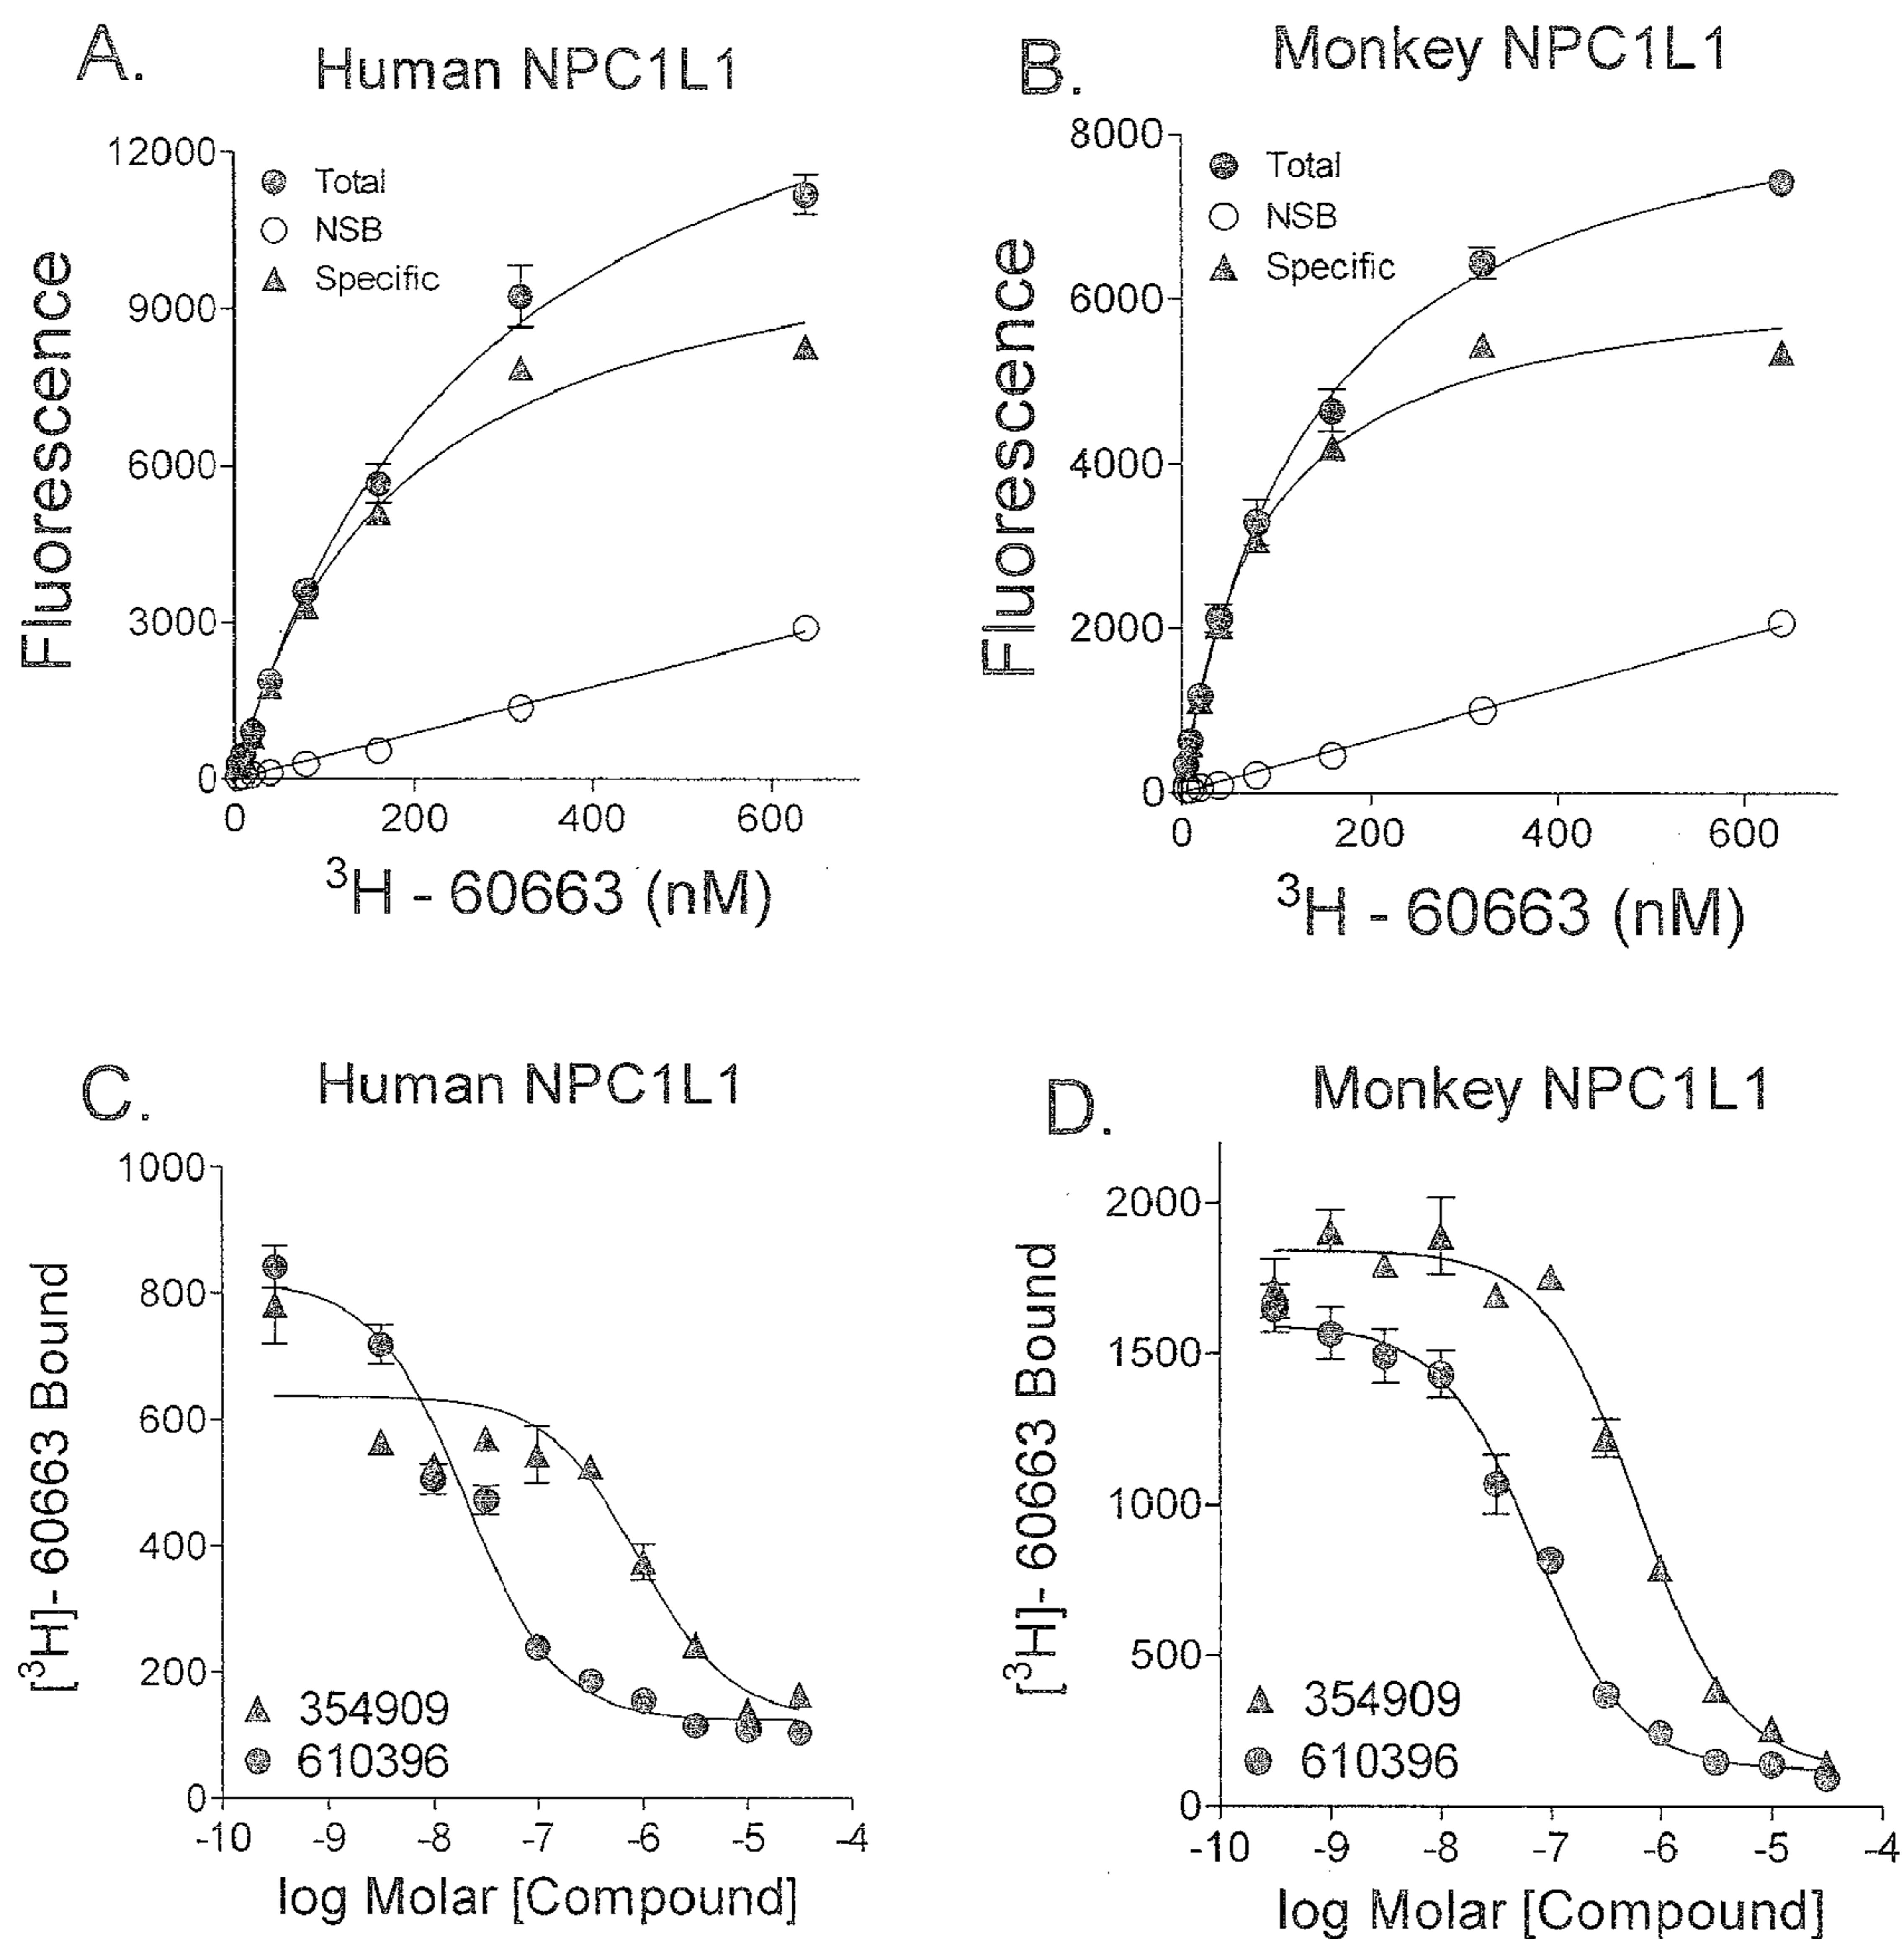 A.
Human NPC1L1
12000
9000
6000
3000
0
Fluorescence
Total
NSB
Specific
0 200 400 600
³H - 60663 (nM)
B.
Monkey NPC1L1
8000
6000
4000
2000
0
Fluorescence
Total
NSB
Specific
0 200 400 600
³H - 60663 (nM)
C.
Human NPC1L1
1000
800
600
400
200
0
[³H]- 60663 Bound
354909
610396
-10 -9 -8 -7 -6 -5 -4
log Molar [Compound]
D.
Monkey NPC1L1
2000
1500
1000
500
0
[³H]- 60663 Bound
354909
610396
-10 -9 -8 -7 -6 -5 -4
log Molar [Compound]